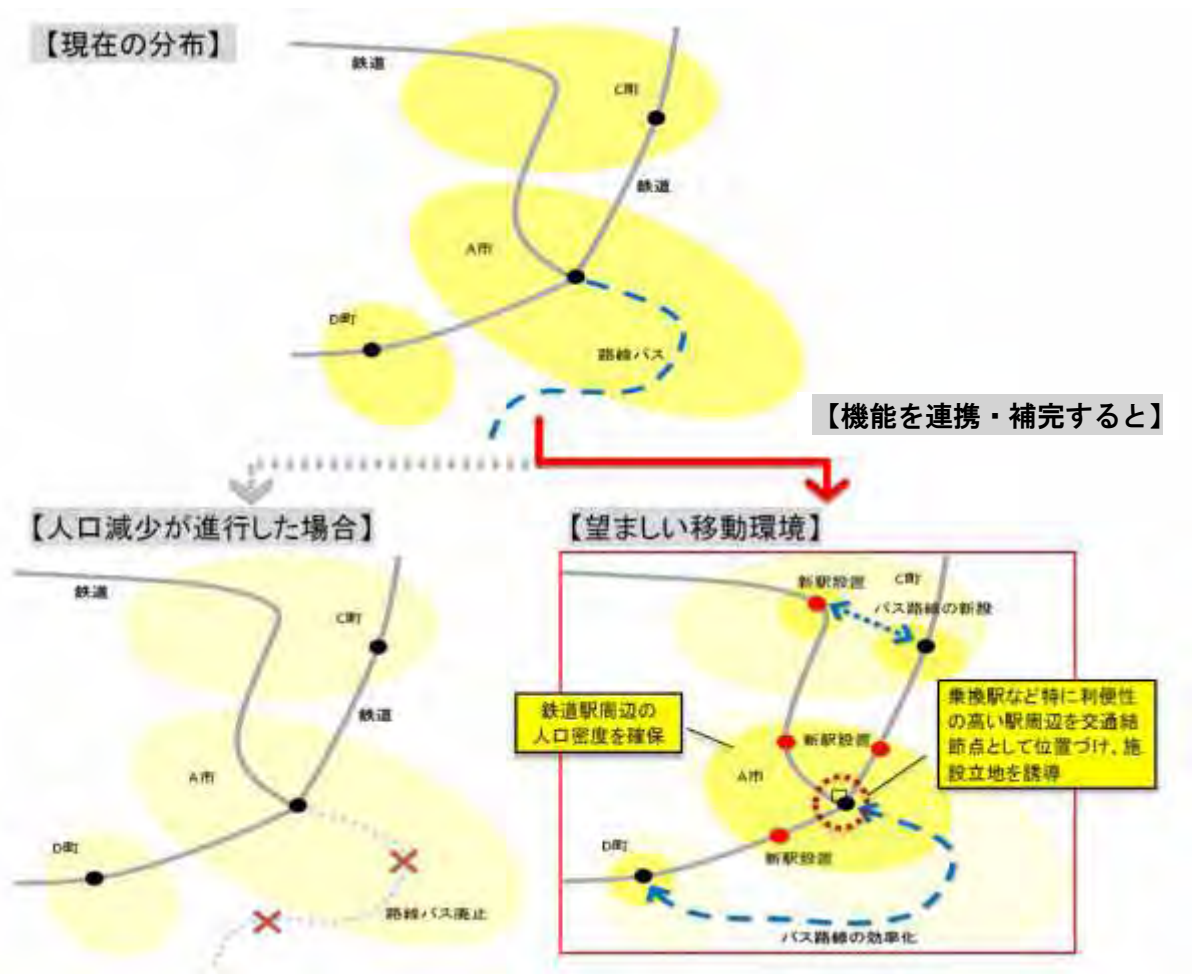 【現在の分布】
鉄道
C町
鉄道
A市
D町
路線バス
【機能を連携・補完すると】
【人口減少が進行した場合】
鉄道
C町
鉄道
A市
D町
路線バス廃止
【望ましい移動環境】
新駅設置
C町
バス路線の新設
鉄道駅周辺の
人口密度を確保
乗換駅など特に利便性
の高い駅周辺を交通結
節点として位置づけ、施
設立地を誘導
新駅設置
A市
D町
新駅設置
バス路線の効率化